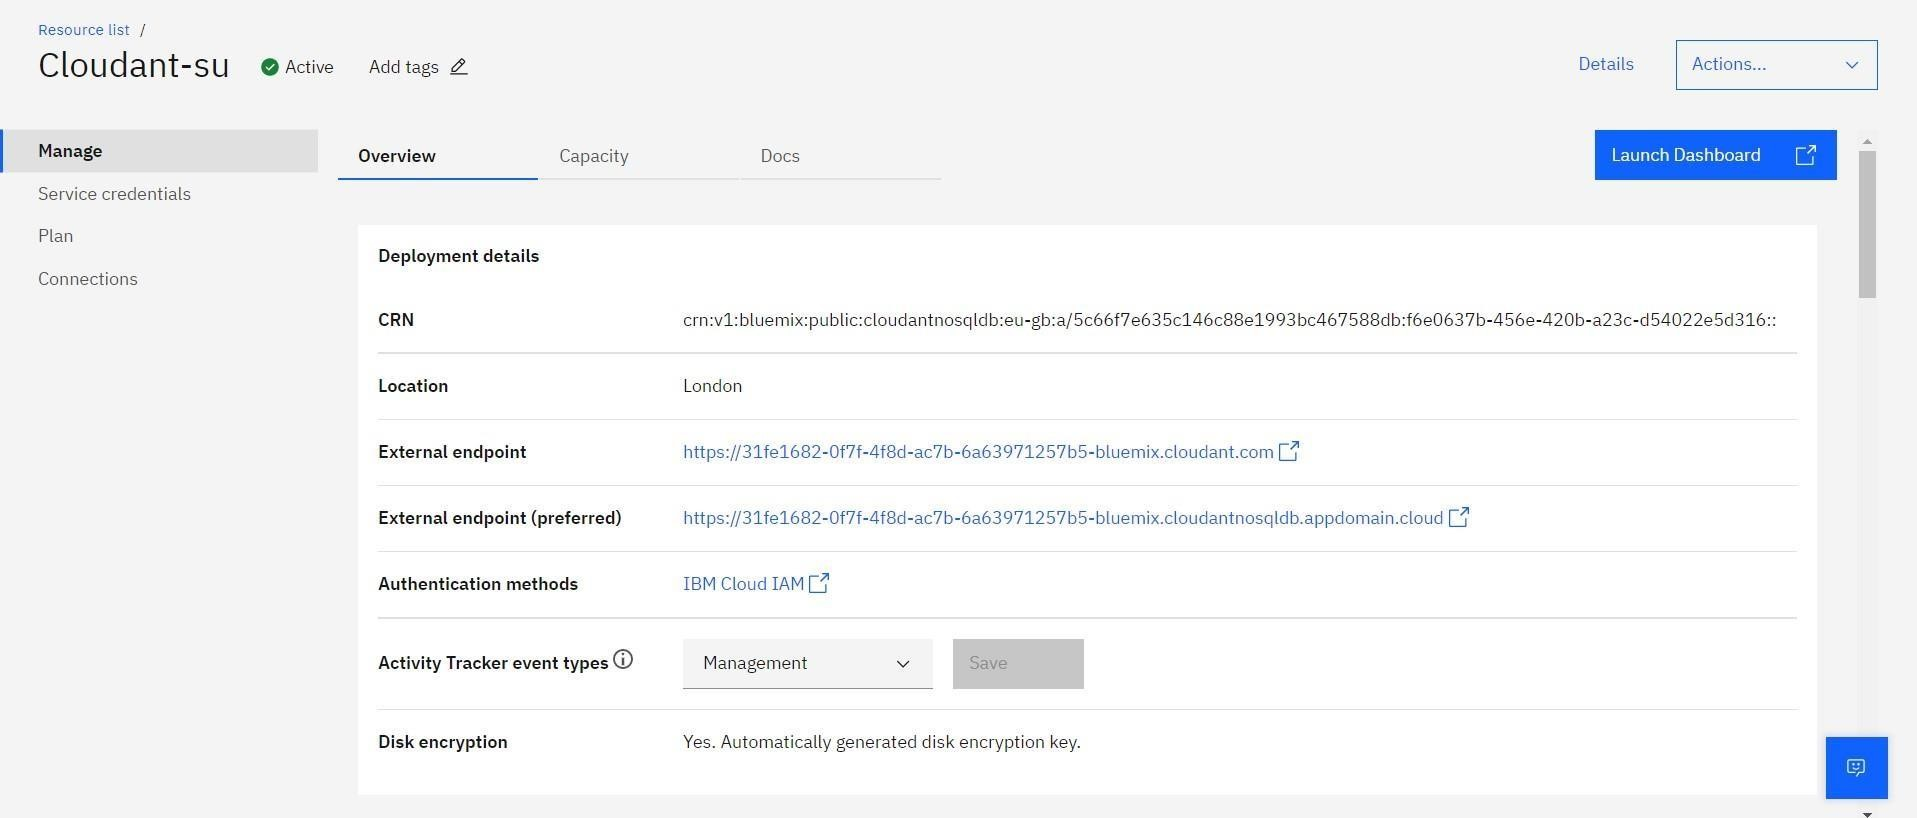 Resource list /
Cloudant-su Active Add tags Details Actions...
Manage
Service credentials
Plan
Connections
Overview Capacity Docs Launch Dashboard
Deployment details
CRN crn:v1:bluemix:public:cloudantnosqldb:eu-gb:a/5c66f7e635c146c88e1993bc467588db:f6e0637b-456e-420b-a23c-d54022e5d316::
Location London
External endpoint https://31fe1682-0f7f-4f8d-ac7b-6a63971257b5-bluemix.cloudant.com
External endpoint (preferred) https://31fe1682-0f7f-4f8d-ac7b-6a63971257b5-bluemix.cloudantnosqldb.appdomain.cloud
Authentication methods IBM Cloud IAM
Activity Tracker event types Management Save
Disk encryption Yes. Automatically generated disk encryption key.